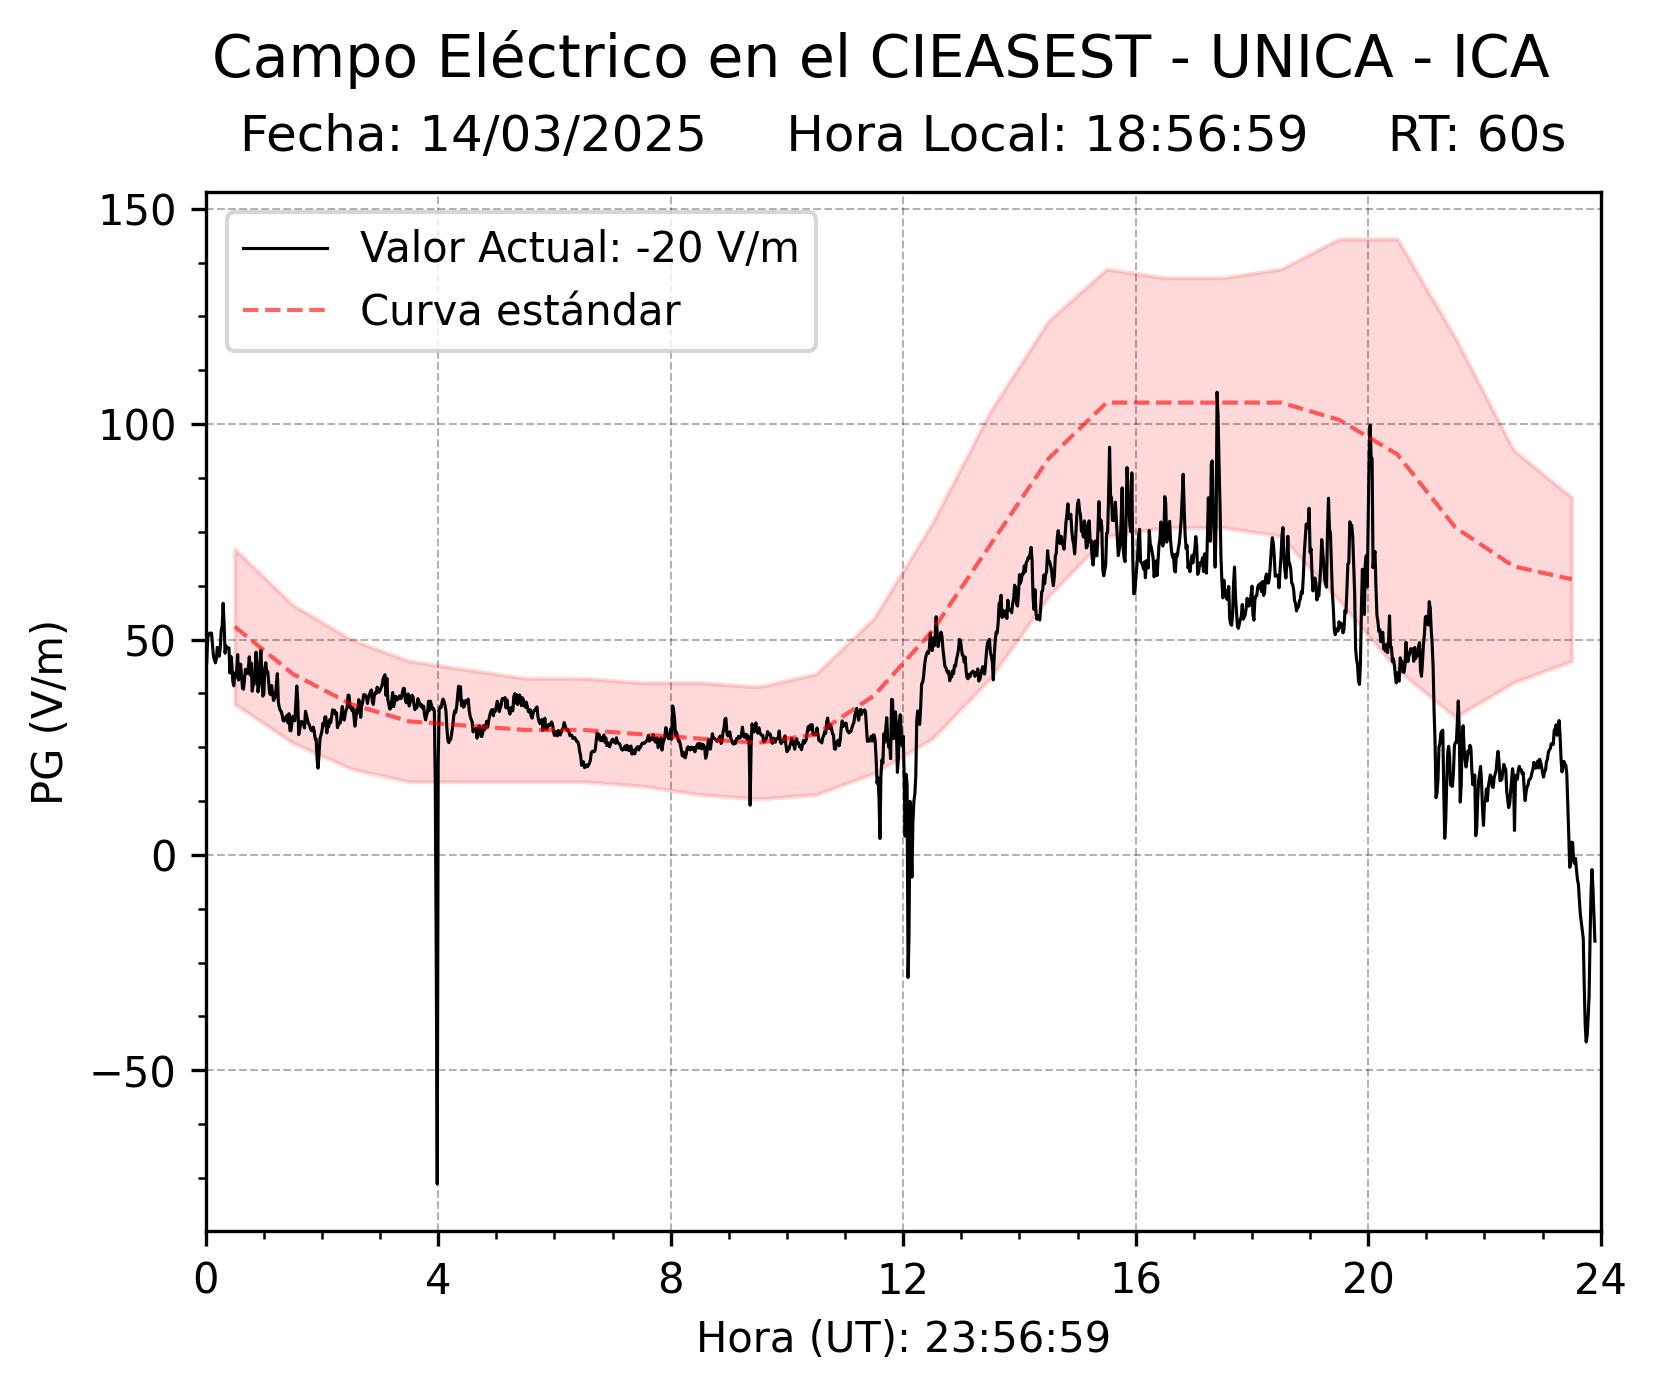 Campo Eléctrico en el CIEASEST - UNICA - ICA
Fecha: 14/03/2025 Hora Local: 18:56:59 RT: 60s
Valor Actual: -20 V/m
Curva estándar
PG (V/m)
150
100
50
0
−50
0 4 8 12 16 20 24
Hora (UT): 23:56:59